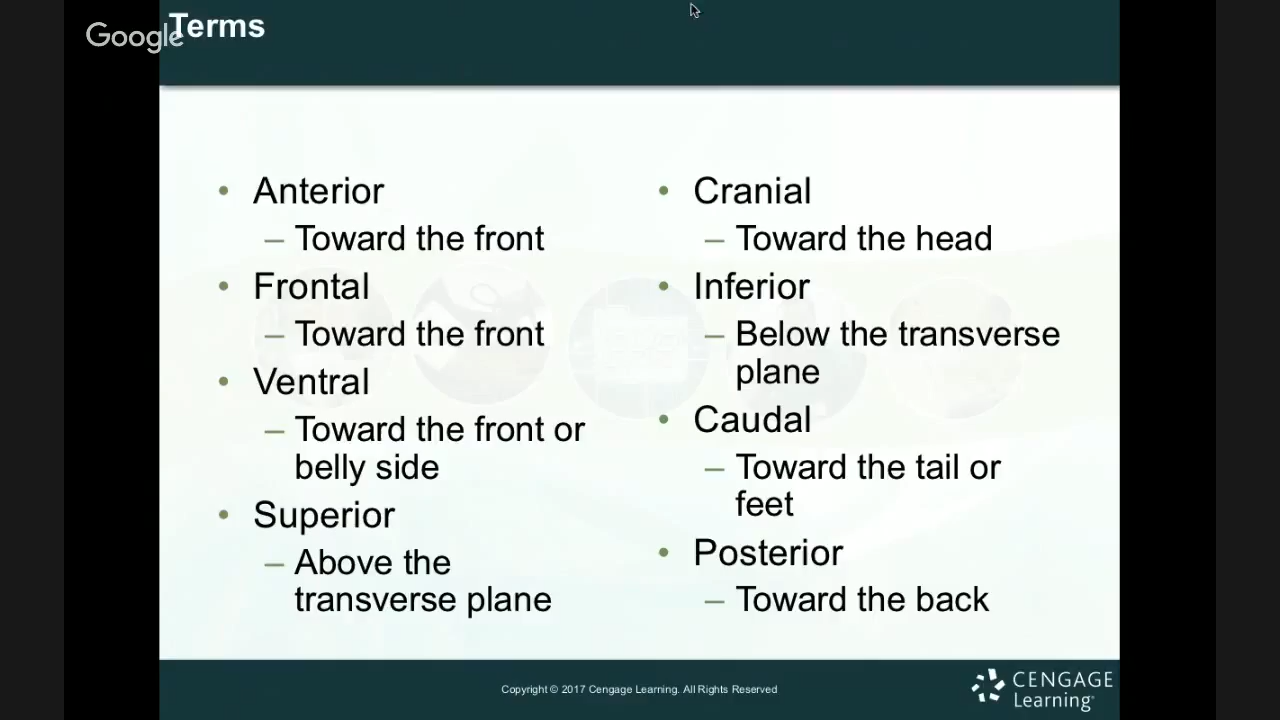 Google
Terms
• Anterior
– Toward the front
• Frontal
– Toward the front
• Ventral
– Toward the front or
belly side
• Superior
– Above the
transverse plane
• Cranial
– Toward the head
• Inferior
– Below the transverse
plane
• Caudal
– Toward the tail or
feet
• Posterior
– Toward the back
Copyright © 2017 Cengage Learning. All Rights Reserved
CENGAGE
Learning